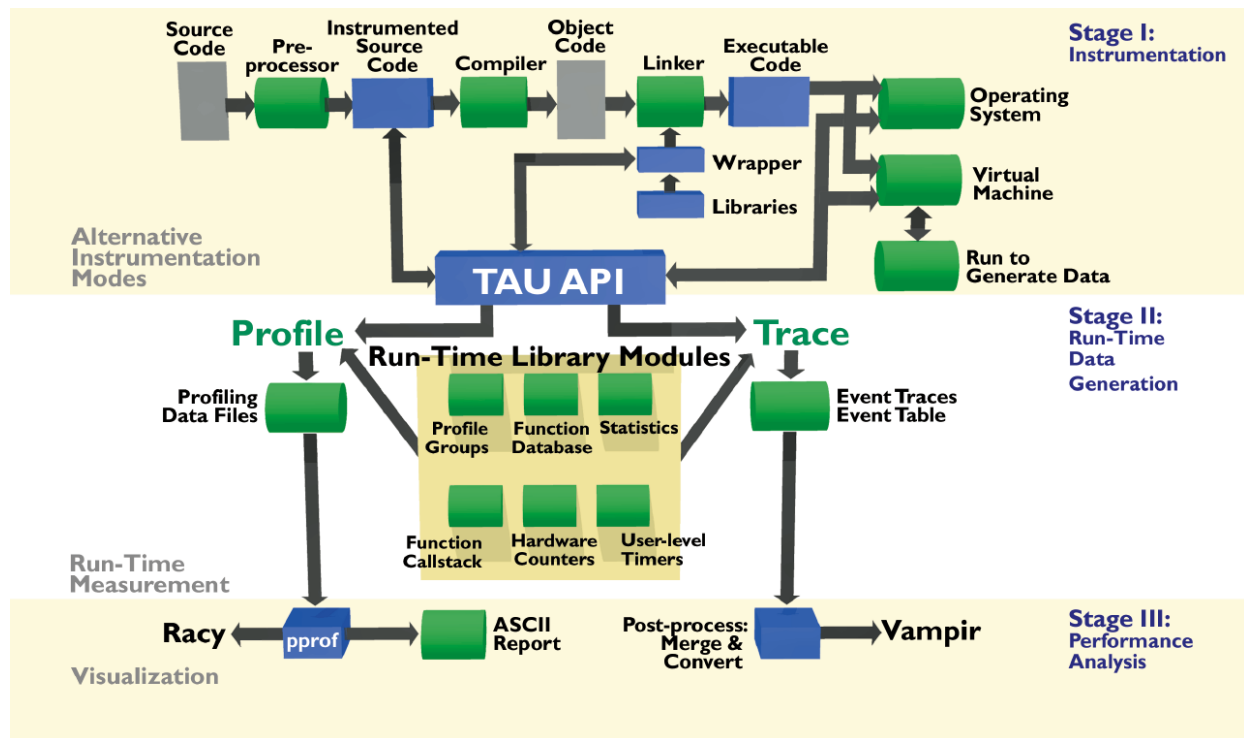 Source
Code
Pre-
processor
Instrumented
Source
Code
Compiler
Object
Code
Linker
Executable
Code
Stage I:
Instrumentation
Operating
System
Wrapper
Libraries
Virtual
Machine
Run to
Generate Data
Alternative
Instrumentation
Modes
TAU API
Stage II:
Run-Time
Data
Generation
Profile
Trace
Run-Time Library Modules
Profiling
Data Files
Event Traces
Event Table
Profile
Groups
Function
Database
Statistics
Function
Callstack
Hardware
Counters
User-level
Timers
Run-Time
Measurement
Racy
pprof
ASCII
Report
Post-process:
Merge &
Convert
Vampir
Stage III:
Performance
Analysis
Visualization